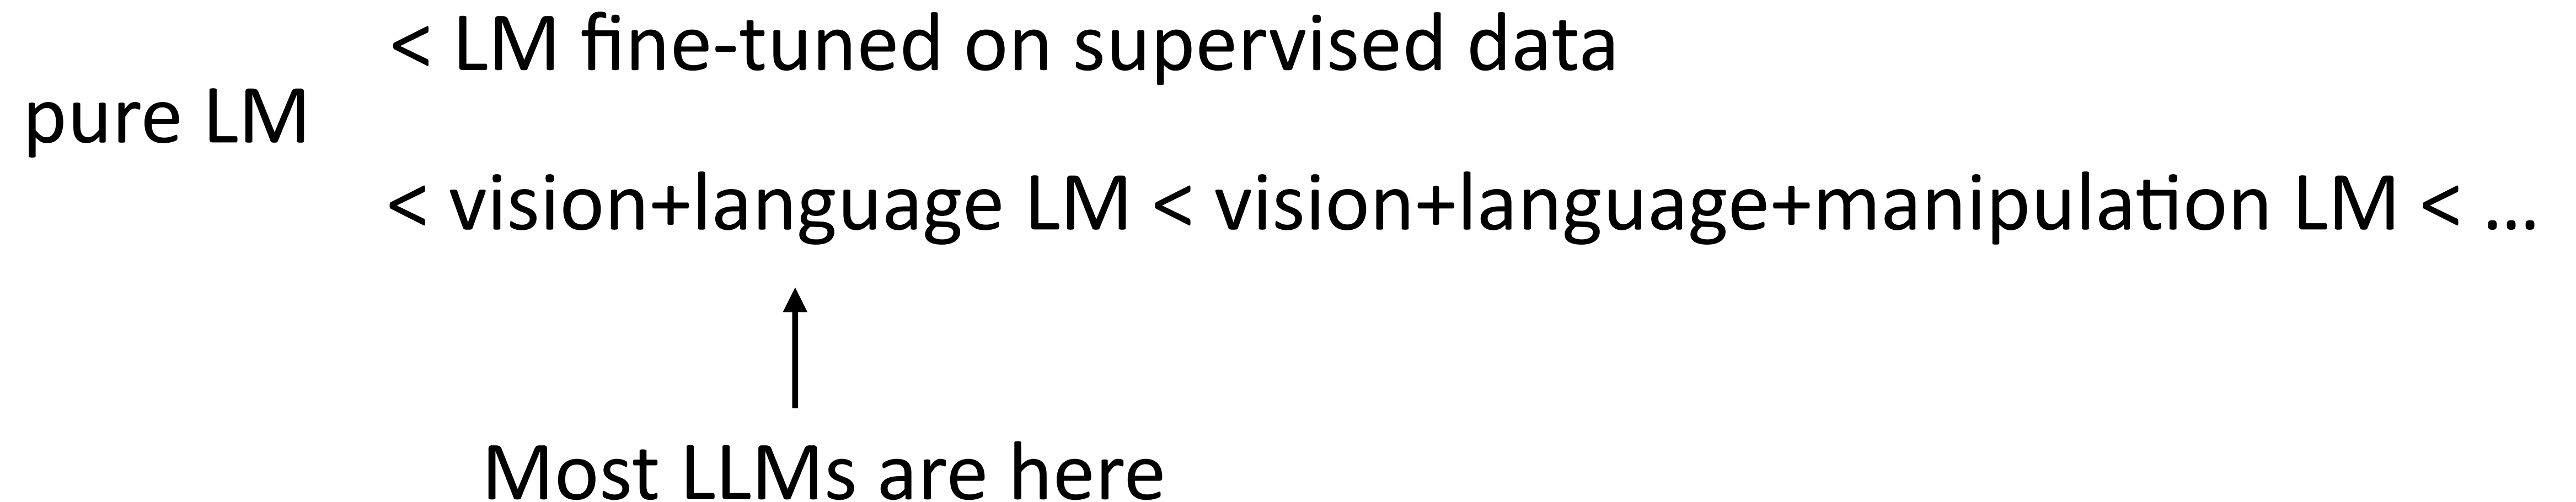 < LM fine-tuned on supervised data
pure LM
< vision+language LM < vision+language+manipulation LM < ...
Most LLMs are here